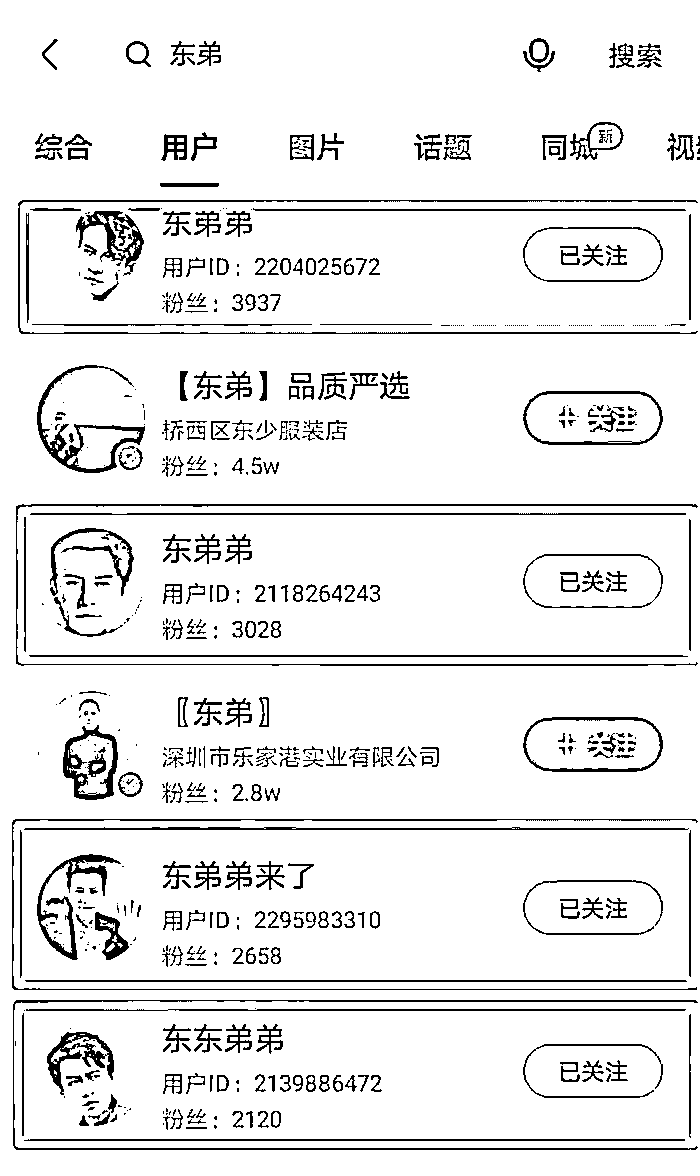 东弟
搜索
综合
用户
图片
话题
同城
新
东弟弟
用户ID：2204025672
粉丝：3937
已关注
【东弟】品质严选
桥西区东少服装店
粉丝：4.5w
关注
东弟弟
用户ID：2118264243
粉丝：3028
已关注
〖东弟〗
深圳市乐家港实业有限公司
粉丝：2.8w
关注
东弟弟来了
用户ID：2295983310
粉丝：2658
已关注
东东弟弟
用户ID：2139886472
粉丝：2120
已关注